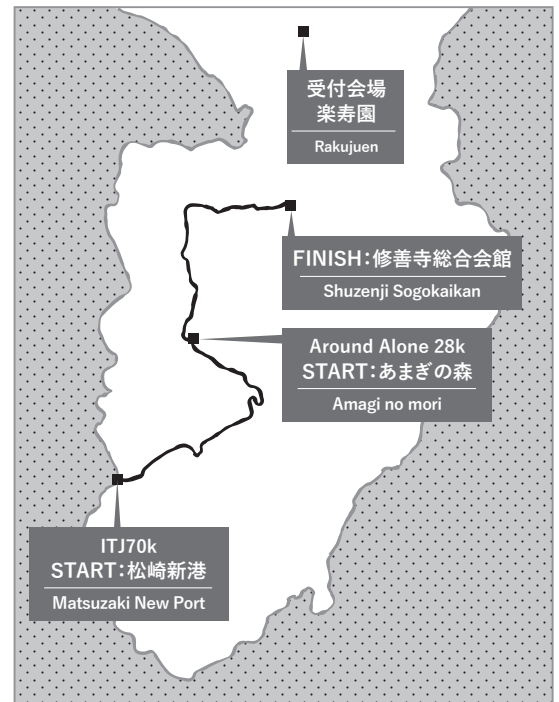 受付会場
楽寿園
Rakujuen
FINISH:修善寺総合会館
Shuzenji Sogokaikan
Around Alone 28k
START:あまぎの森
Amagi no mori
ITJ70k
START:松崎新港
Matsuzaki New Port